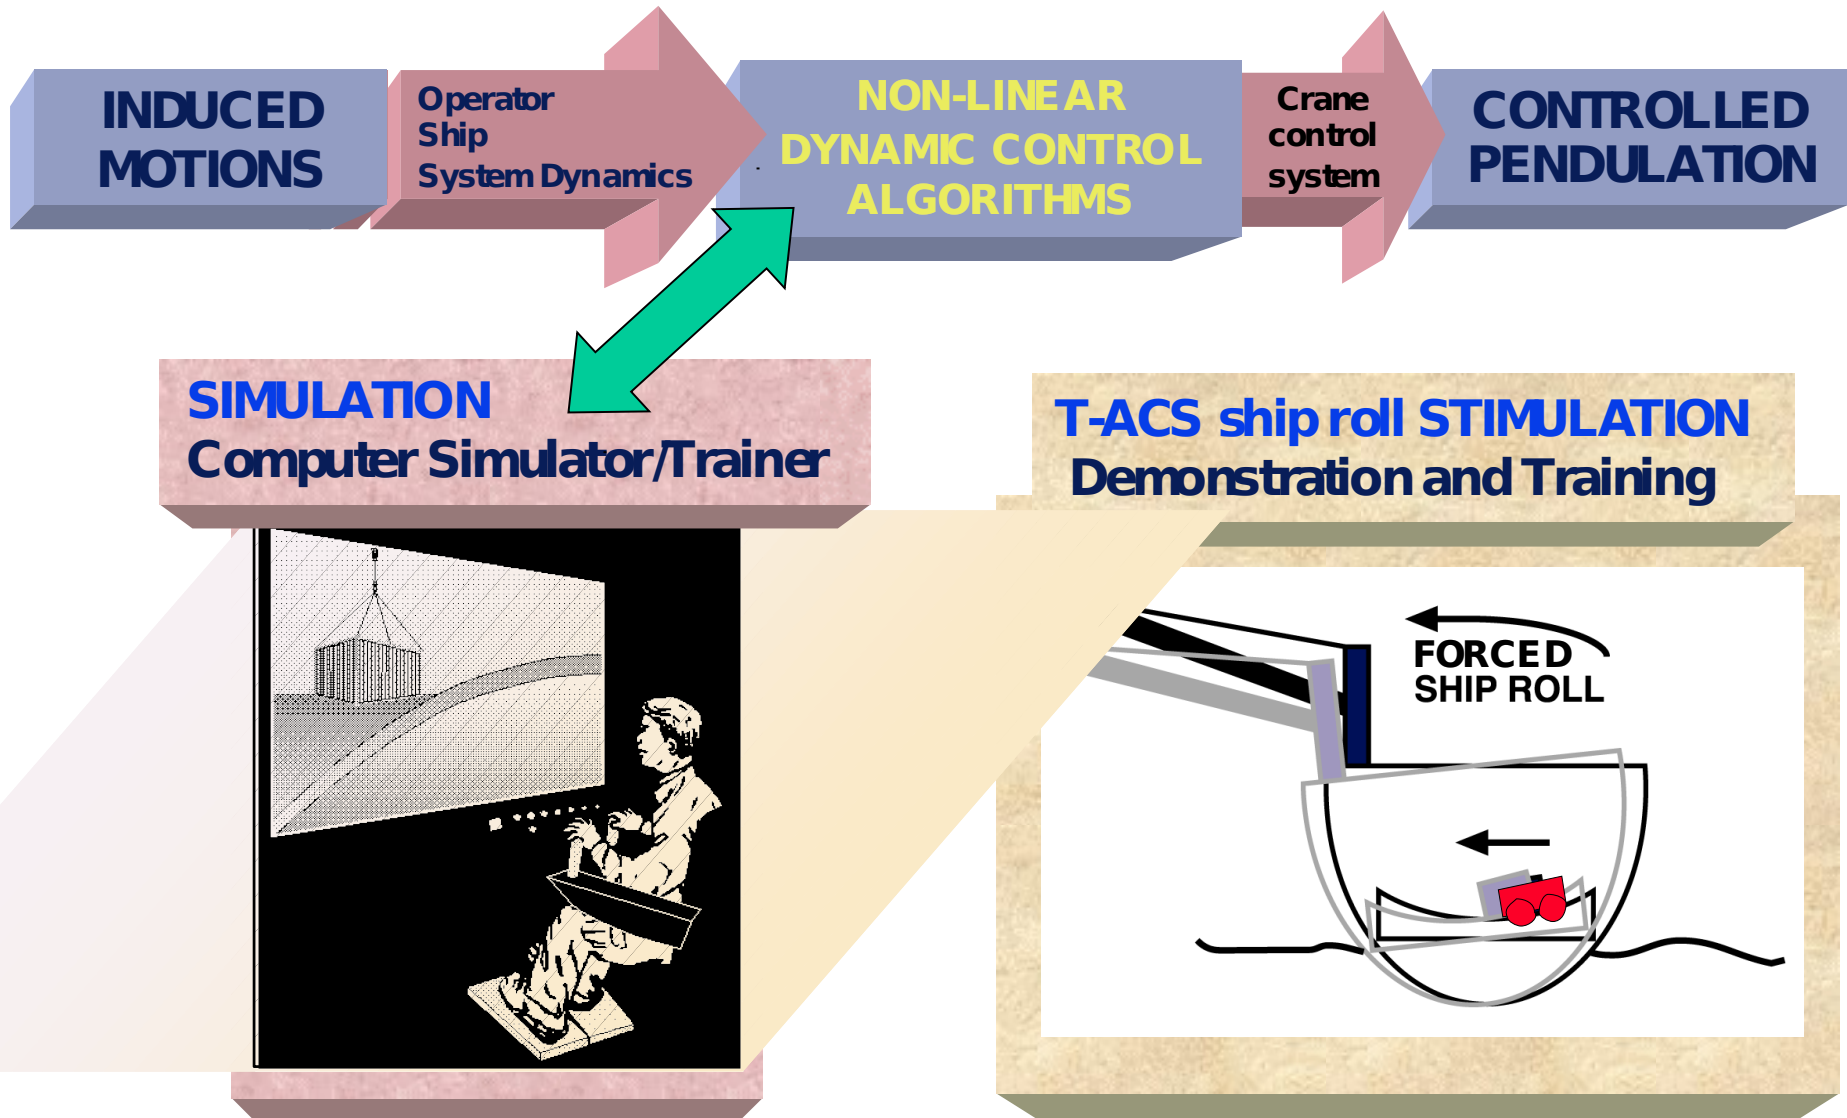 INDUCED
MOTIONS
Operator
Ship
System Dynamics
NON-LINEAR
DYNAMIC CONTROL
ALGORITHMS
Crane
control
system
CONTROLLED
PENDULATION
SIMULATION
Computer Simulator/Trainer
T-ACS ship roll STIMULATION
Demonstration and Training
FORCED
SHIP ROLL